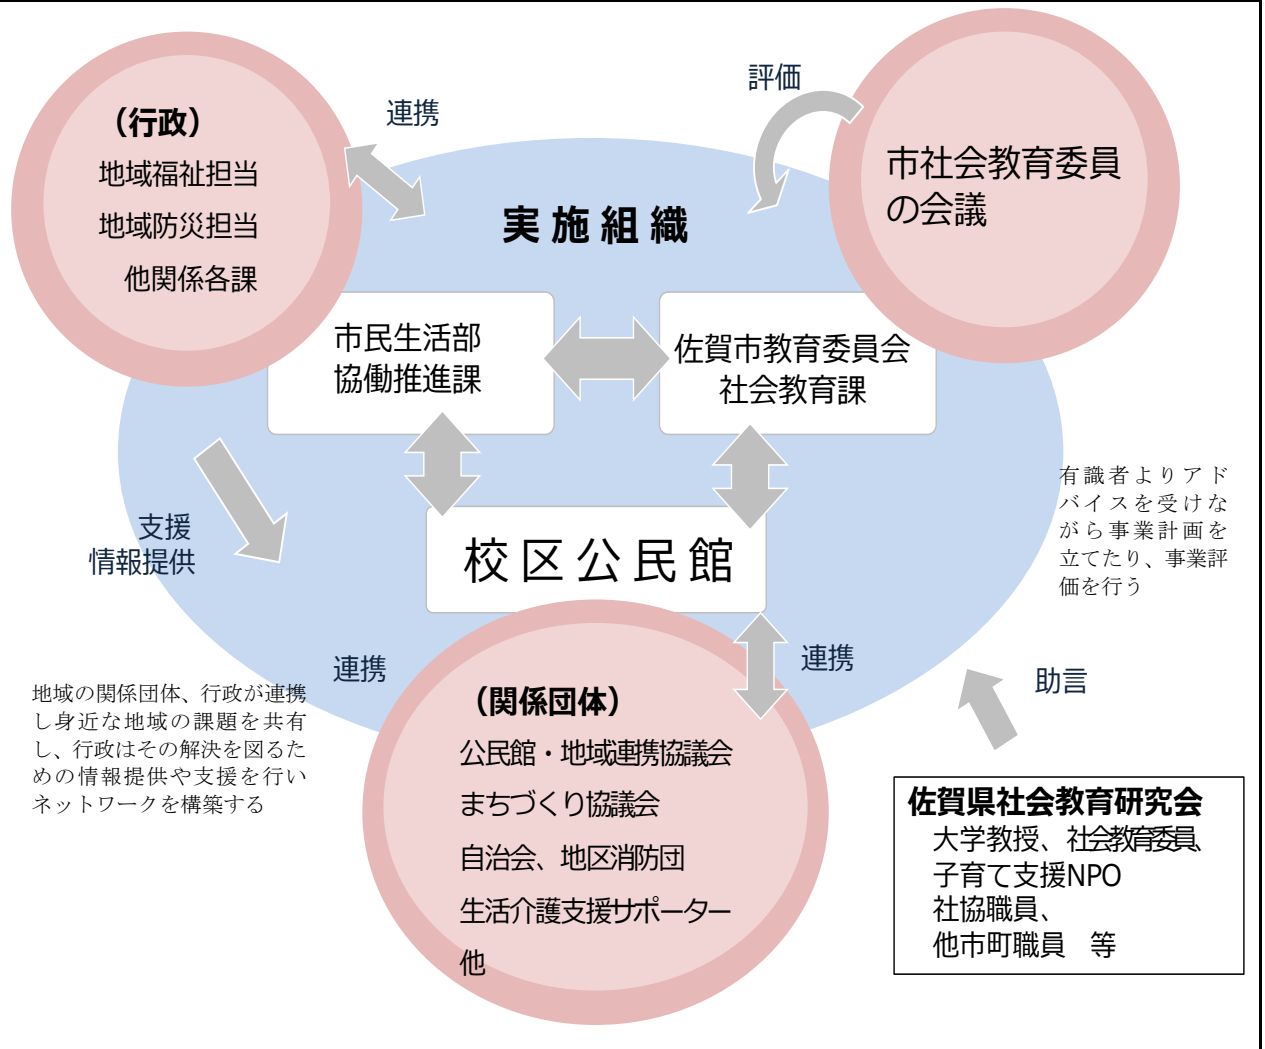 （行政）
地域福祉担当
地域防災担当
他関係各課
連携
評価
市社会教育委員
の会議
実施組織
市民生活部
協働推進課
佐賀市教育委員会
社会教育課
校区公民館
支援
情報提供
有識者よりアド
バイスを受けな
がら事業計画を
立てたり、事業評
価を行う
連携
連携
助言
地域の関係団体、行政が連携
し身近な地域の課題を共有
し、行政はその解決を図るた
めの情報提供や支援を行い
ネットワークを構築する
（関係団体）
公民館・地域連携協議会
まちづくり協議会
自治会、地区消防団
生活介護支援サポーター
他
佐賀県社会教育研究会
大学教授、社会教育委員、
子育て支援NPO
社協職員、
他市町職員　等